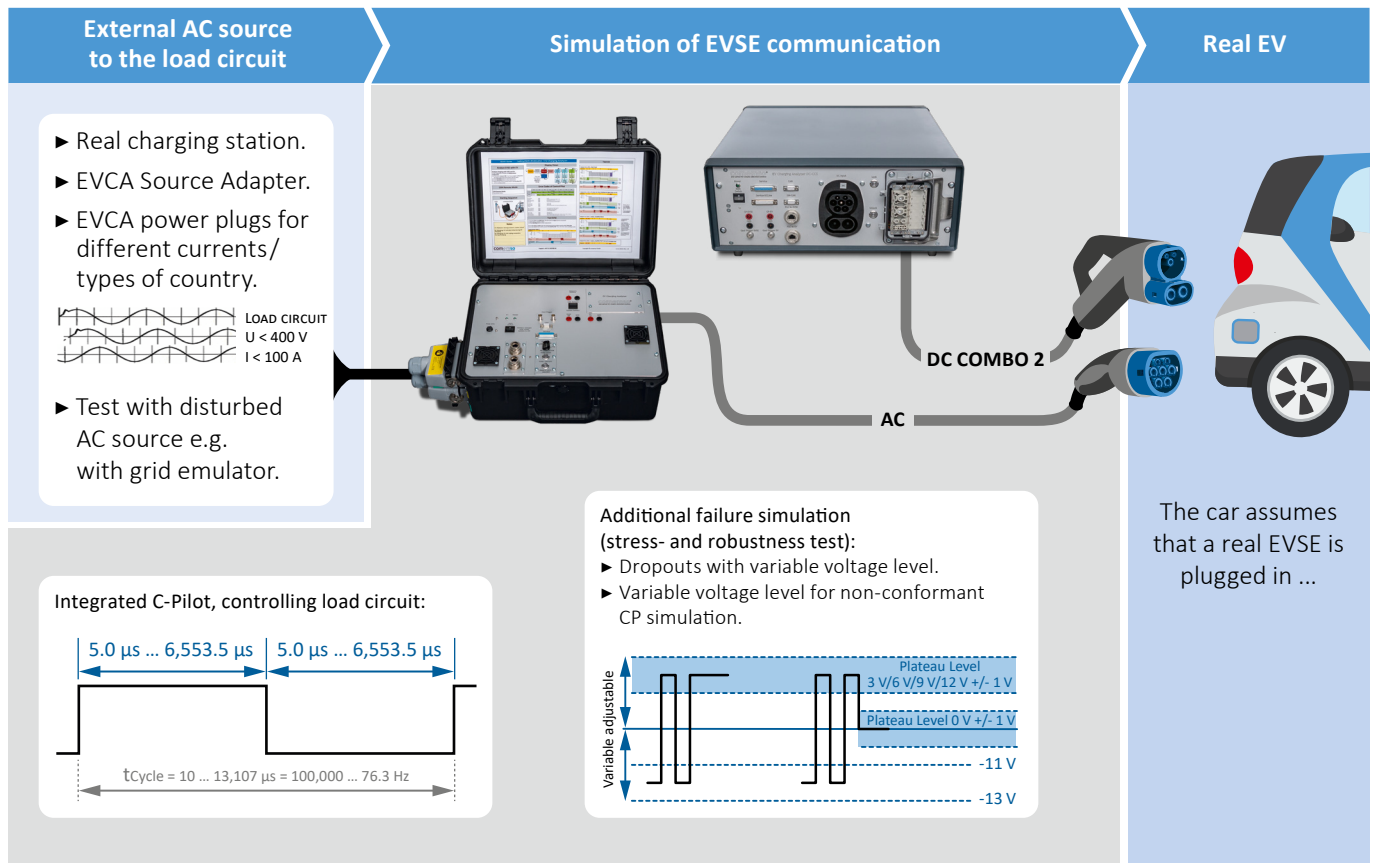 External AC source
to the load circuit
Simulation of EVSE communication
Real EV
► Real charging station.
► EVCA Source Adapter.
► EVCA power plugs for
different currents/
types of country.
LOAD CIRCUIT
U < 400 V
I < 100 A
► Test with disturbed
AC source e.g.
with grid emulator.
DC COMBO 2
AC
The car assumes
that a real EVSE is
plugged in ...
Integrated C-Pilot, controlling load circuit:
5.0 µs ... 6,553.5 µs
5.0 µs ... 6,553.5 µs
tCycle = 10 ... 13,107 µs = 100,000 ... 76.3 Hz
Additional failure simulation
(stress- and robustness test):
► Dropouts with variable voltage level.
► Variable voltage level for non-conformant
CP simulation.
Variable adjustable
Plateau Level
3 V/6 V/9 V/12 V +/- 1 V
Plateau Level 0 V +/- 1 V
-11 V
-13 V